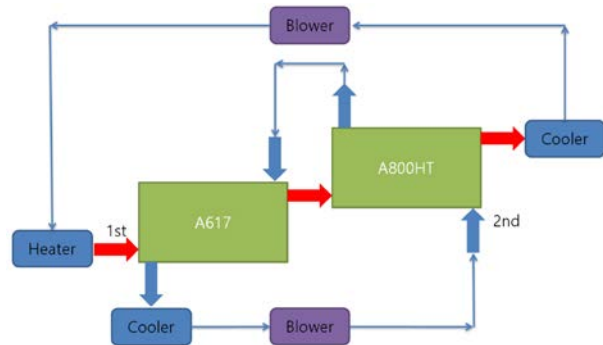 Blower
Cooler
A800HT
A617
2nd
1st
Heater
Cooler
Blower